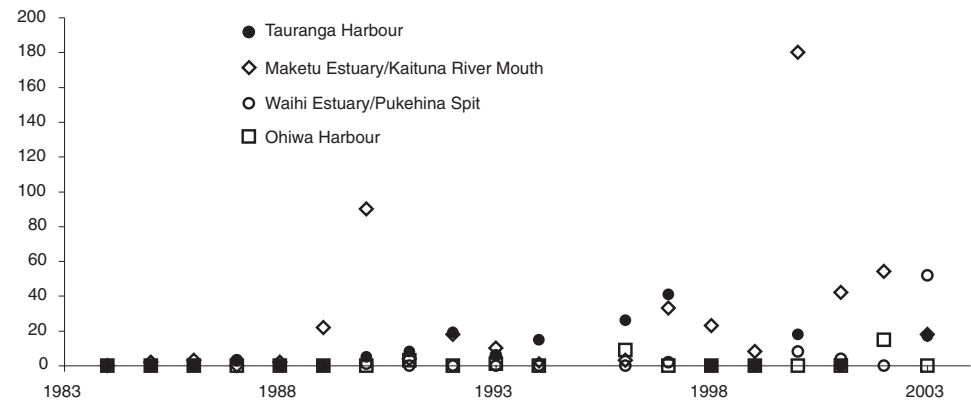 200
180
160
140
120
100
80
60
40
20
0
Tauranga Harbour
Maketu Estuary/Kaituna River Mouth
Waihi Estuary/Pukehina Spit
Ohiwa Harbour
1983 1988 1993 1998 2003